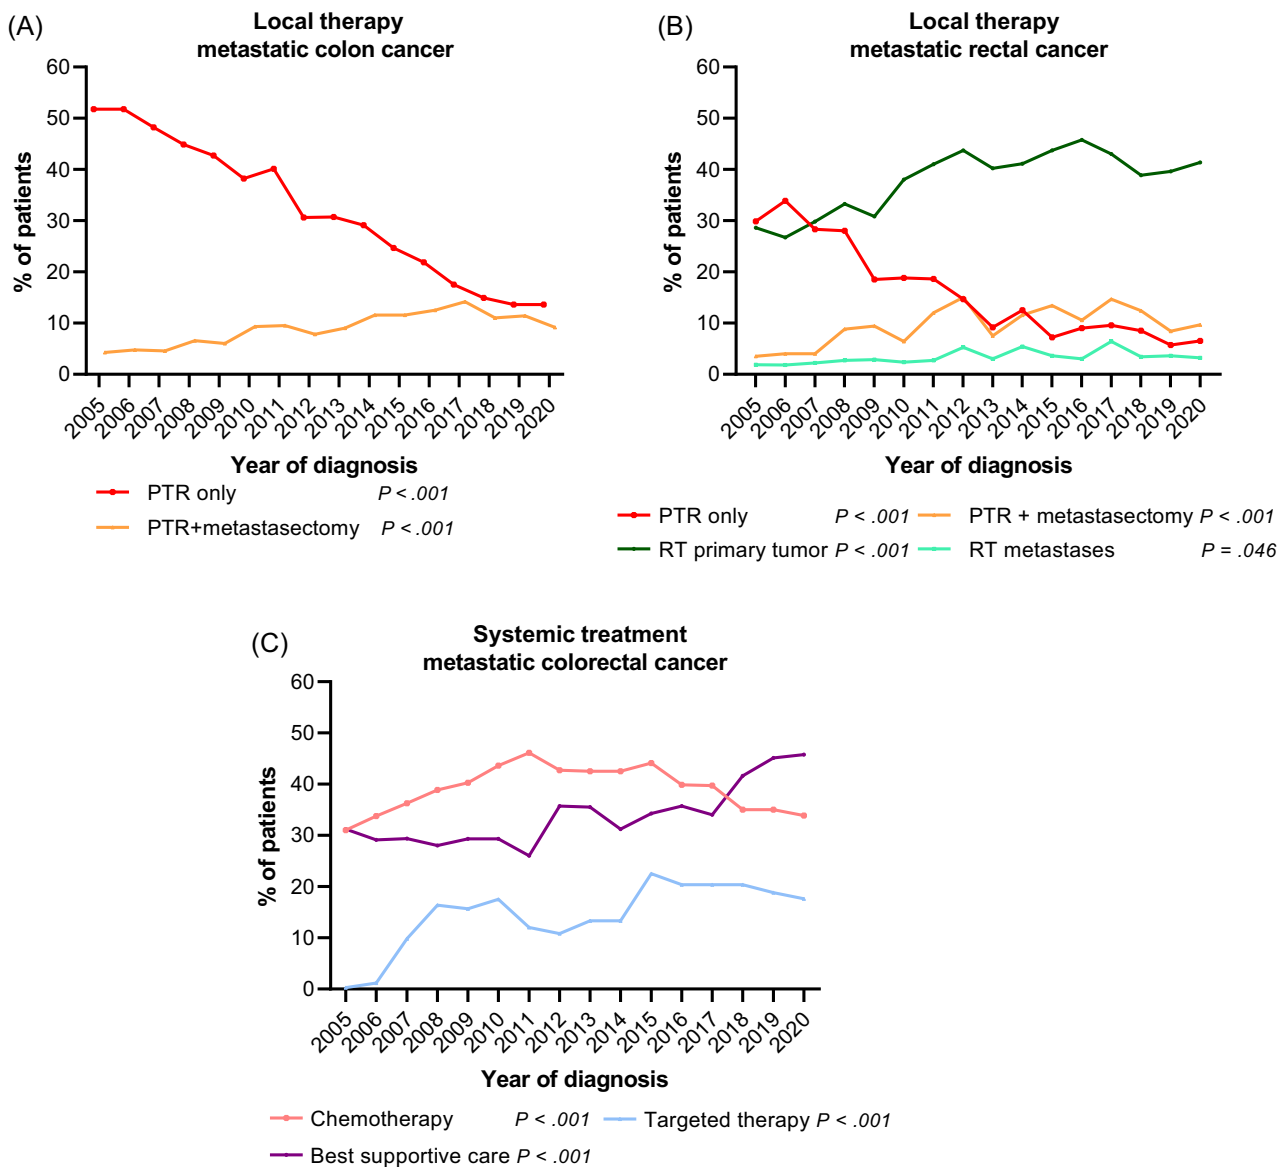 (A)
Local therapy
metastatic colon cancer
% of patients
60
50
40
30
20
10
0
2005 2006 2007 2008 2009 2010 2011 2012 2013 2014 2015 2016 2017 2018 2019 2020
Year of diagnosis
PTR only P < .001
PTR+metastasectomy P < .001
(B)
Local therapy
metastatic rectal cancer
% of patients
60
50
40
30
20
10
0
2005 2006 2007 2008 2009 2010 2011 2012 2013 2014 2015 2016 2017 2018 2019 2020
Year of diagnosis
PTR only P < .001 PTR + metastasectomy P < .001
RT primary tumor P < .001 RT metastases P = .046
(C)
Systemic treatment
metastatic colorectal cancer
% of patients
60
50
40
30
20
10
0
2005 2006 2007 2008 2009 2010 2011 2012 2013 2014 2015 2016 2017 2018 2019 2020
Year of diagnosis
Chemotherapy P < .001 Targeted therapy P < .001
Best supportive care P < .001